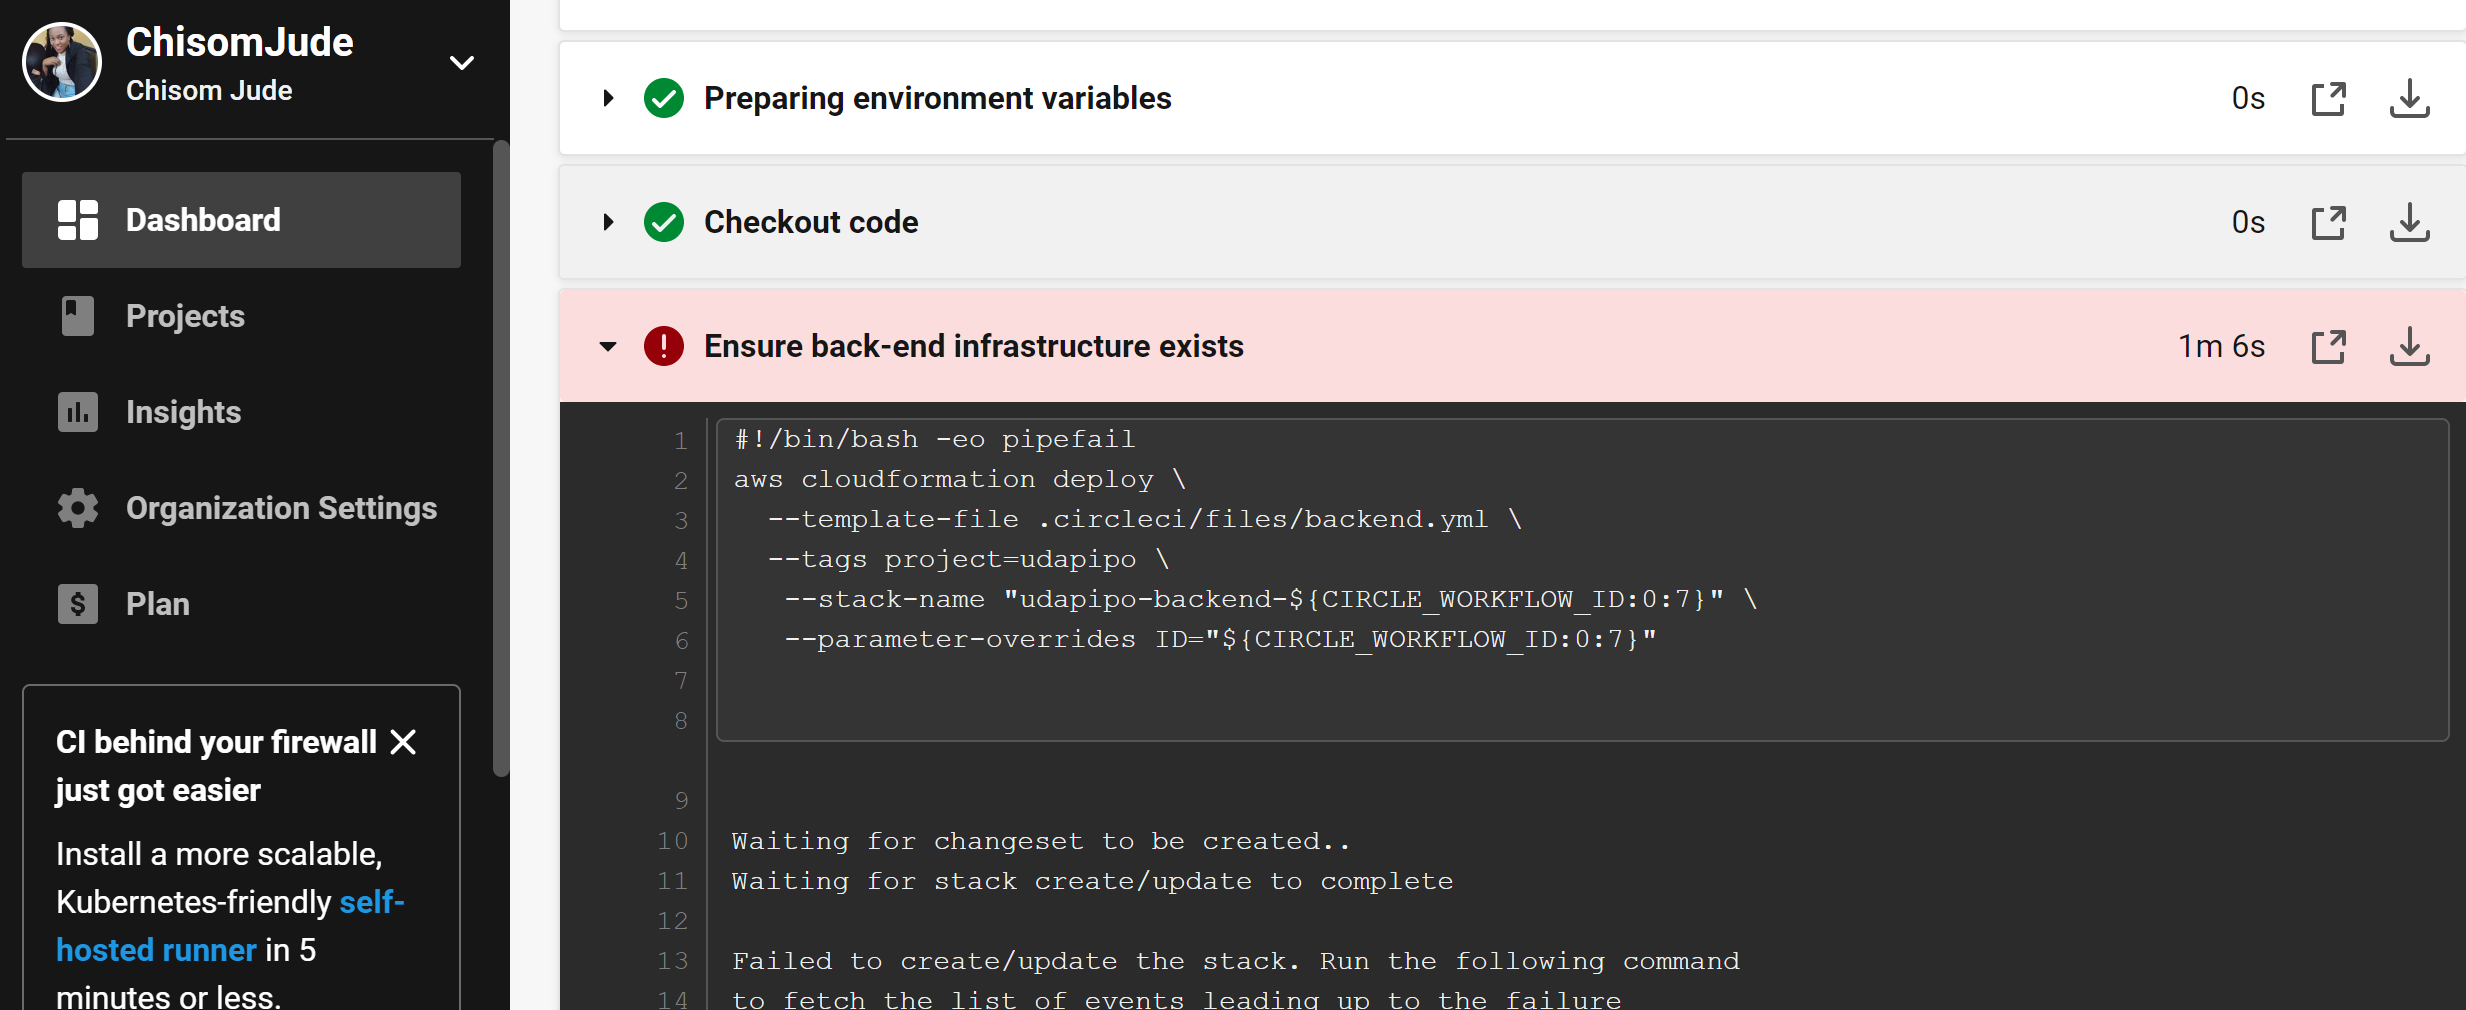 ChisomJude
Chisom Jude
Dashboard
Projects
Insights
Organization Settings
Plan
CI behind your firewall
just got easier
Install a more scalable,
Kubernetes-friendly self-
hosted runner in 5
minutes or less.
Preparing environment variables
0s
Checkout code
0s
Ensure back-end infrastructure exists
1m 6s
1 #!/bin/bash -eo pipefail
2 aws cloudformation deploy \
3   --template-file .circleci/files/backend.yml \
4   --tags project=udapipo \
5    --stack-name "udapipo-backend-${CIRCLE_WORKFLOW_ID:0:7}" \
6    --parameter-overrides ID="${CIRCLE_WORKFLOW_ID:0:7}"
7
8
9
10 Waiting for changeset to be created..
11 Waiting for stack create/update to complete
12
13 Failed to create/update the stack. Run the following command
14 to fetch the list of events leading up to the failure